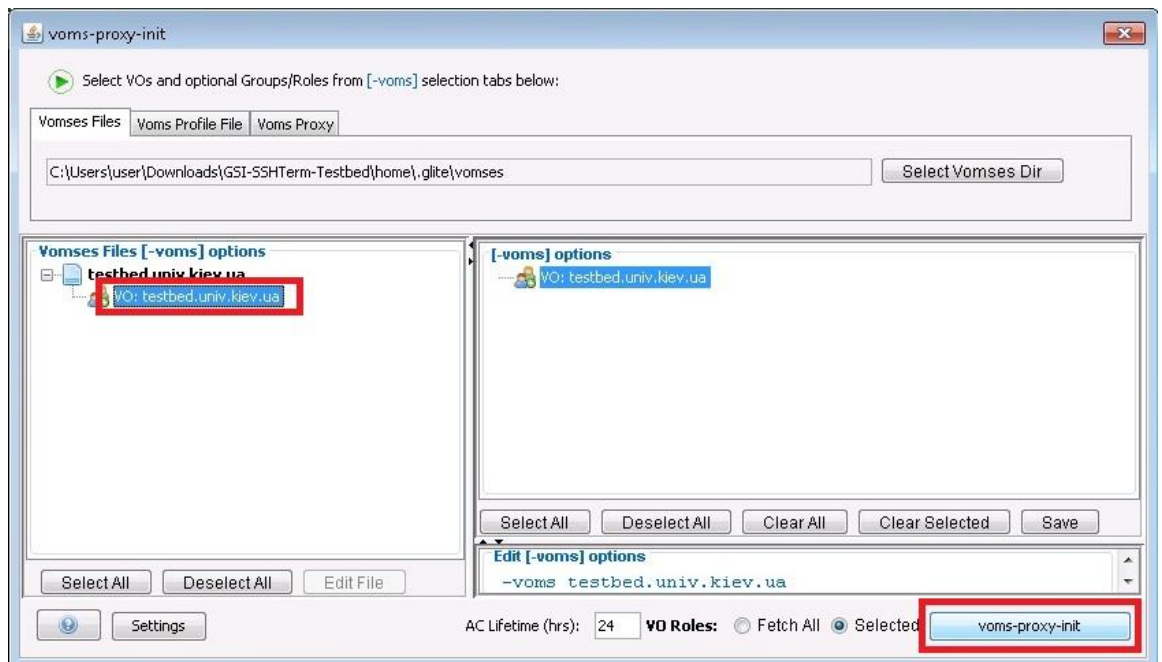 voms-proxy-init
Select VOs and optional Groups/Roles from [-voms] selection tabs below:
Vomses Files Voms Profile File Voms Proxy
C:\Users\user\Downloads\GSI-SSHTerm-Testbed\home\.glite\vomses Select Vomses Dir
Vomses Files [-voms] options
testbed.univ.kiev.ua
VO: testbed.univ.kiev.ua
Select All Deselect All Edit File
[-voms] options
VO: testbed.univ.kiev.ua
Select All Deselect All Clear All Clear Selected Save
Edit [-voms] options
-voms testbed.univ.kiev.ua
Settings AC Lifetime (hrs): 24 VO Roles: Fetch All Selected voms-proxy-init